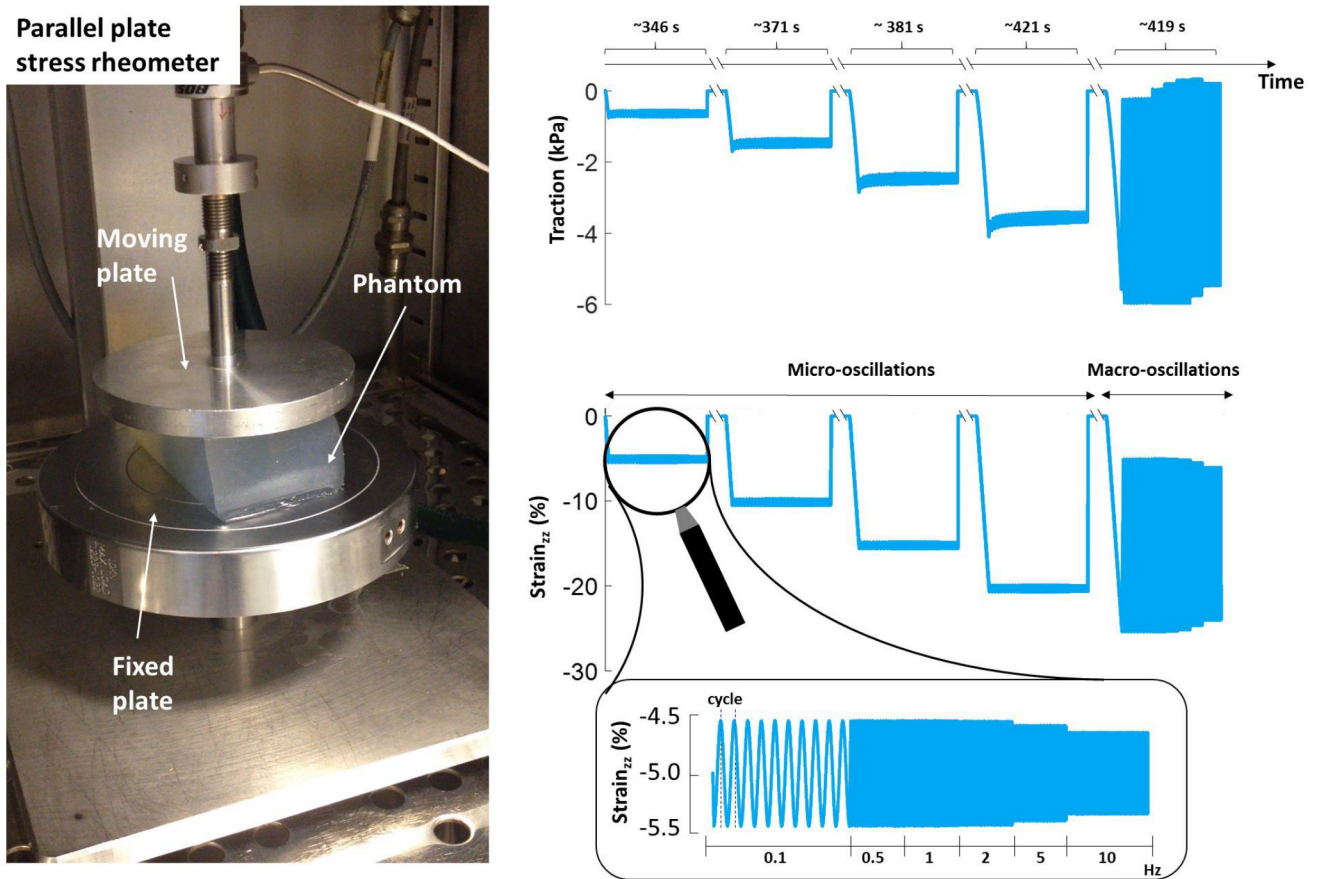 Parallel plate
stress rheometer
Moving
plate
Phantom
Fixed
plate
~346 s
~371 s
~ 381 s
~421 s
~419 s
Time
Traction (kPa)
0
-2
-4
-6
Micro-oscillations
Macro-oscillations
Strainzz (%)
0
-10
-20
-30
cycle
Strainzz (%)
-4.5
-5.0
-5.5
0.1
0.5
1
2
5
10
Hz